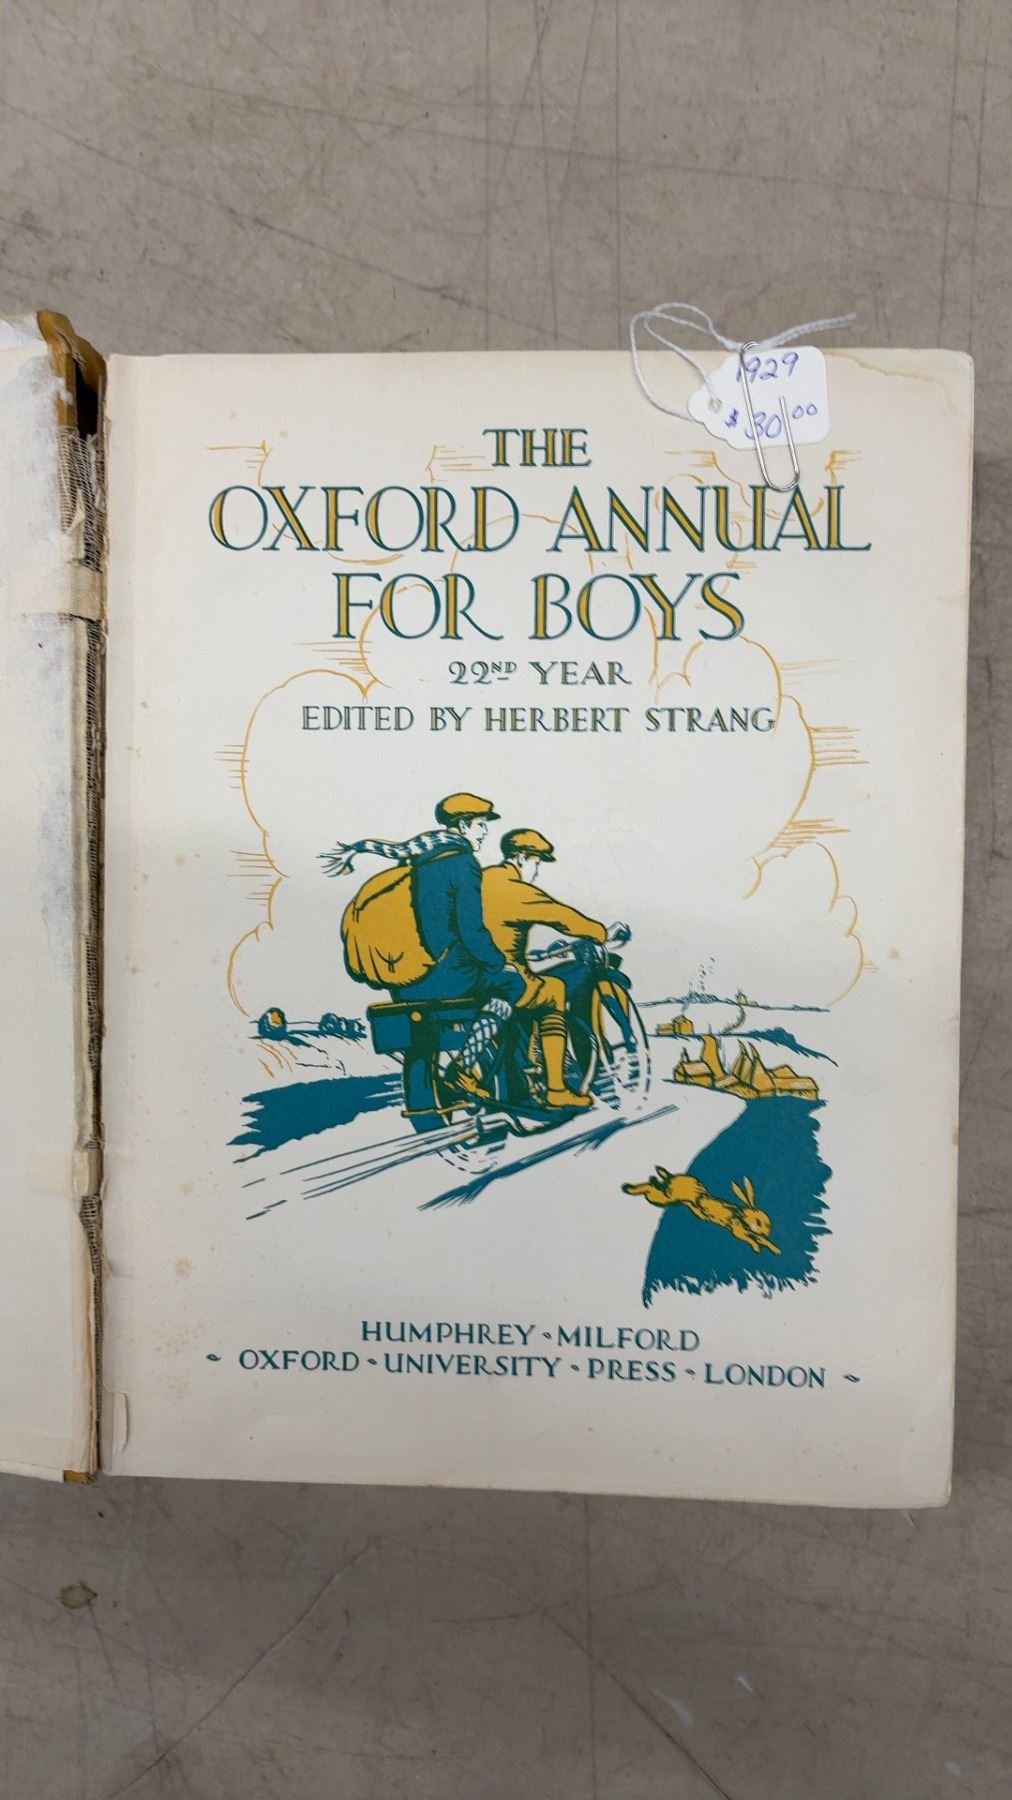 1929
$30.00
THE
OXFORD ANNUAL
FOR BOYS
22ND YEAR
EDITED BY HERBERT STRANG
HUMPHREY • MILFORD
~ OXFORD • UNIVERSITY • PRESS • LONDON ~